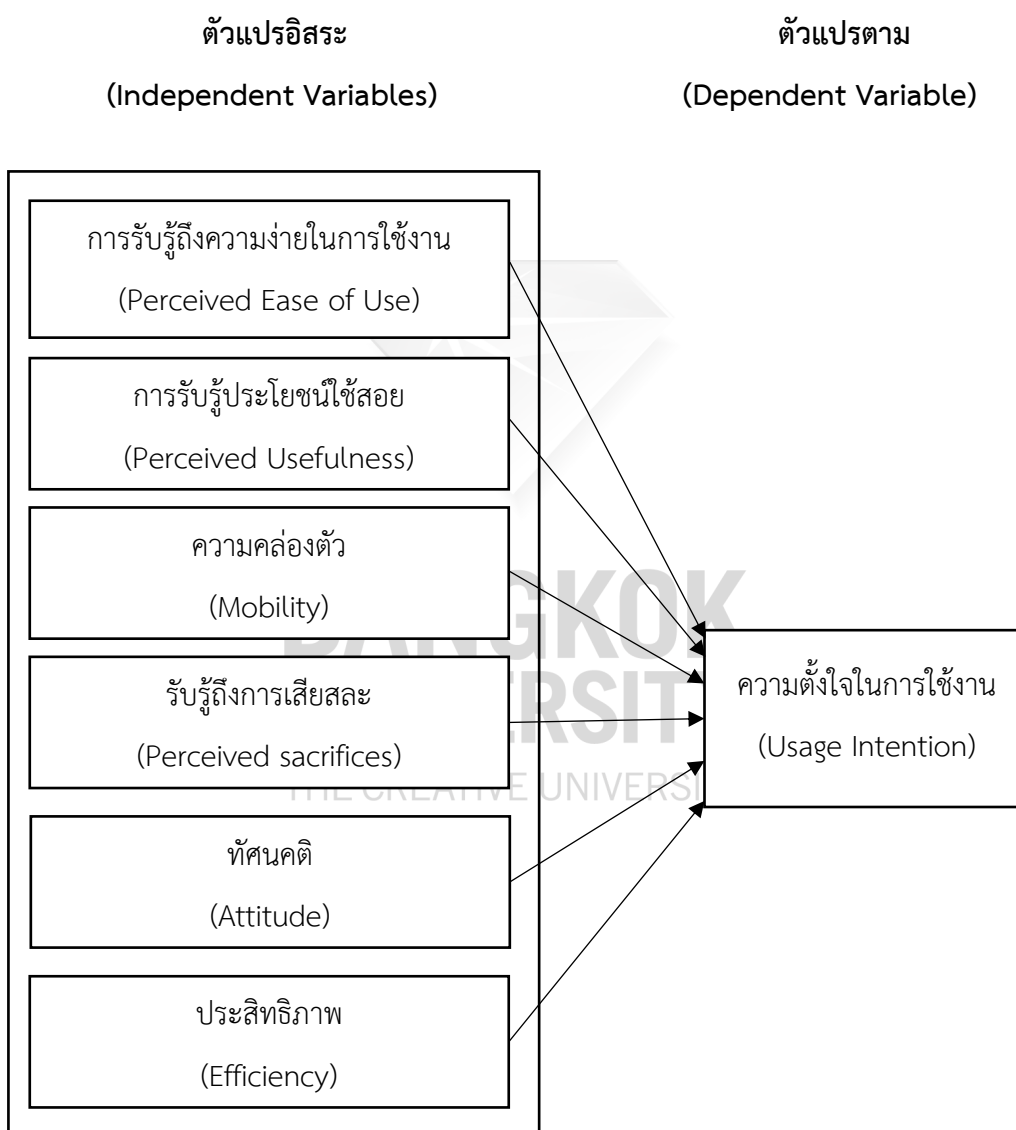 ตัวแปรอิสระ
(Independent Variables)
ตัวแปรตาม
(Dependent Variable)
การรับรู้ถึงความง่ายในการใช้งาน
(Perceived Ease of Use)
การรับรู้ประโยชน์ใช้สอย
(Perceived Usefulness)
ความคล่องตัว
(Mobility)
รับรู้ถึงการเสียสละ
(Perceived sacrifices)
ทัศนคติ
(Attitude)
ประสิทธิภาพ
(Efficiency)
ความตั้งใจในการใช้งาน
(Usage Intention)